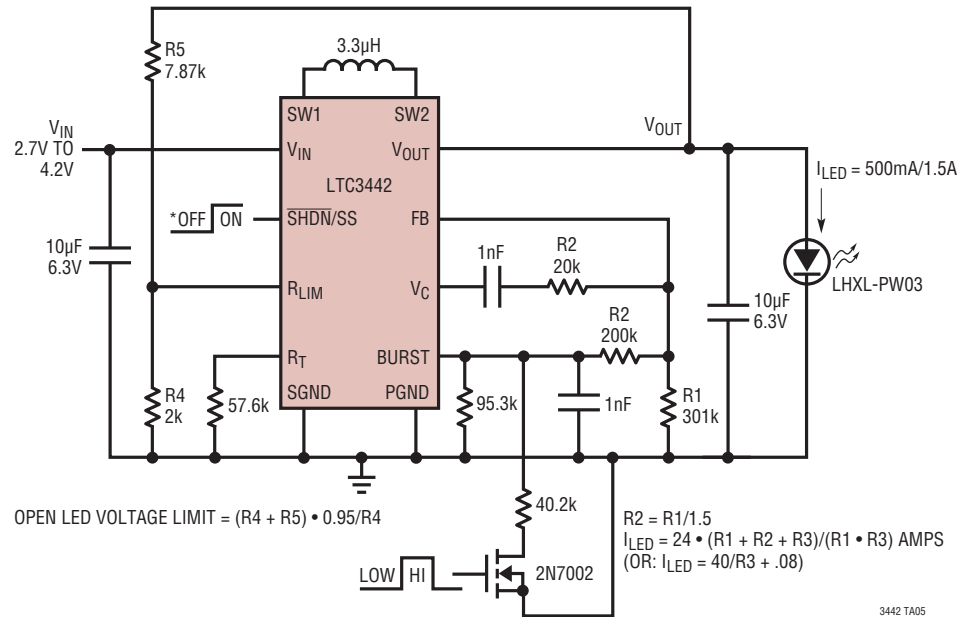 R5
7.87k
3.3µH
SW1
SW2
VIN
2.7V TO
4.2V
VIN
VOUT
VOUT
ILED = 500mA/1.5A
LTC3442
*OFF
ON
SHDN/SS
FB
10µF
6.3V
1nF
R2
20k
LHXL-PW03
RLIM
VC
10µF
6.3V
R2
200k
RT
BURST
SGND
PGND
R4
2k
57.6k
95.3k
1nF
R1
301k
40.2k
OPEN LED VOLTAGE LIMIT = (R4 + R5) • 0.95/R4
R2 = R1/1.5
ILED = 24 • (R1 + R2 + R3)/(R1 • R3) AMPS
(OR: ILED = 40/R3 + .08)
LOW
HI
2N7002
3442 TA05